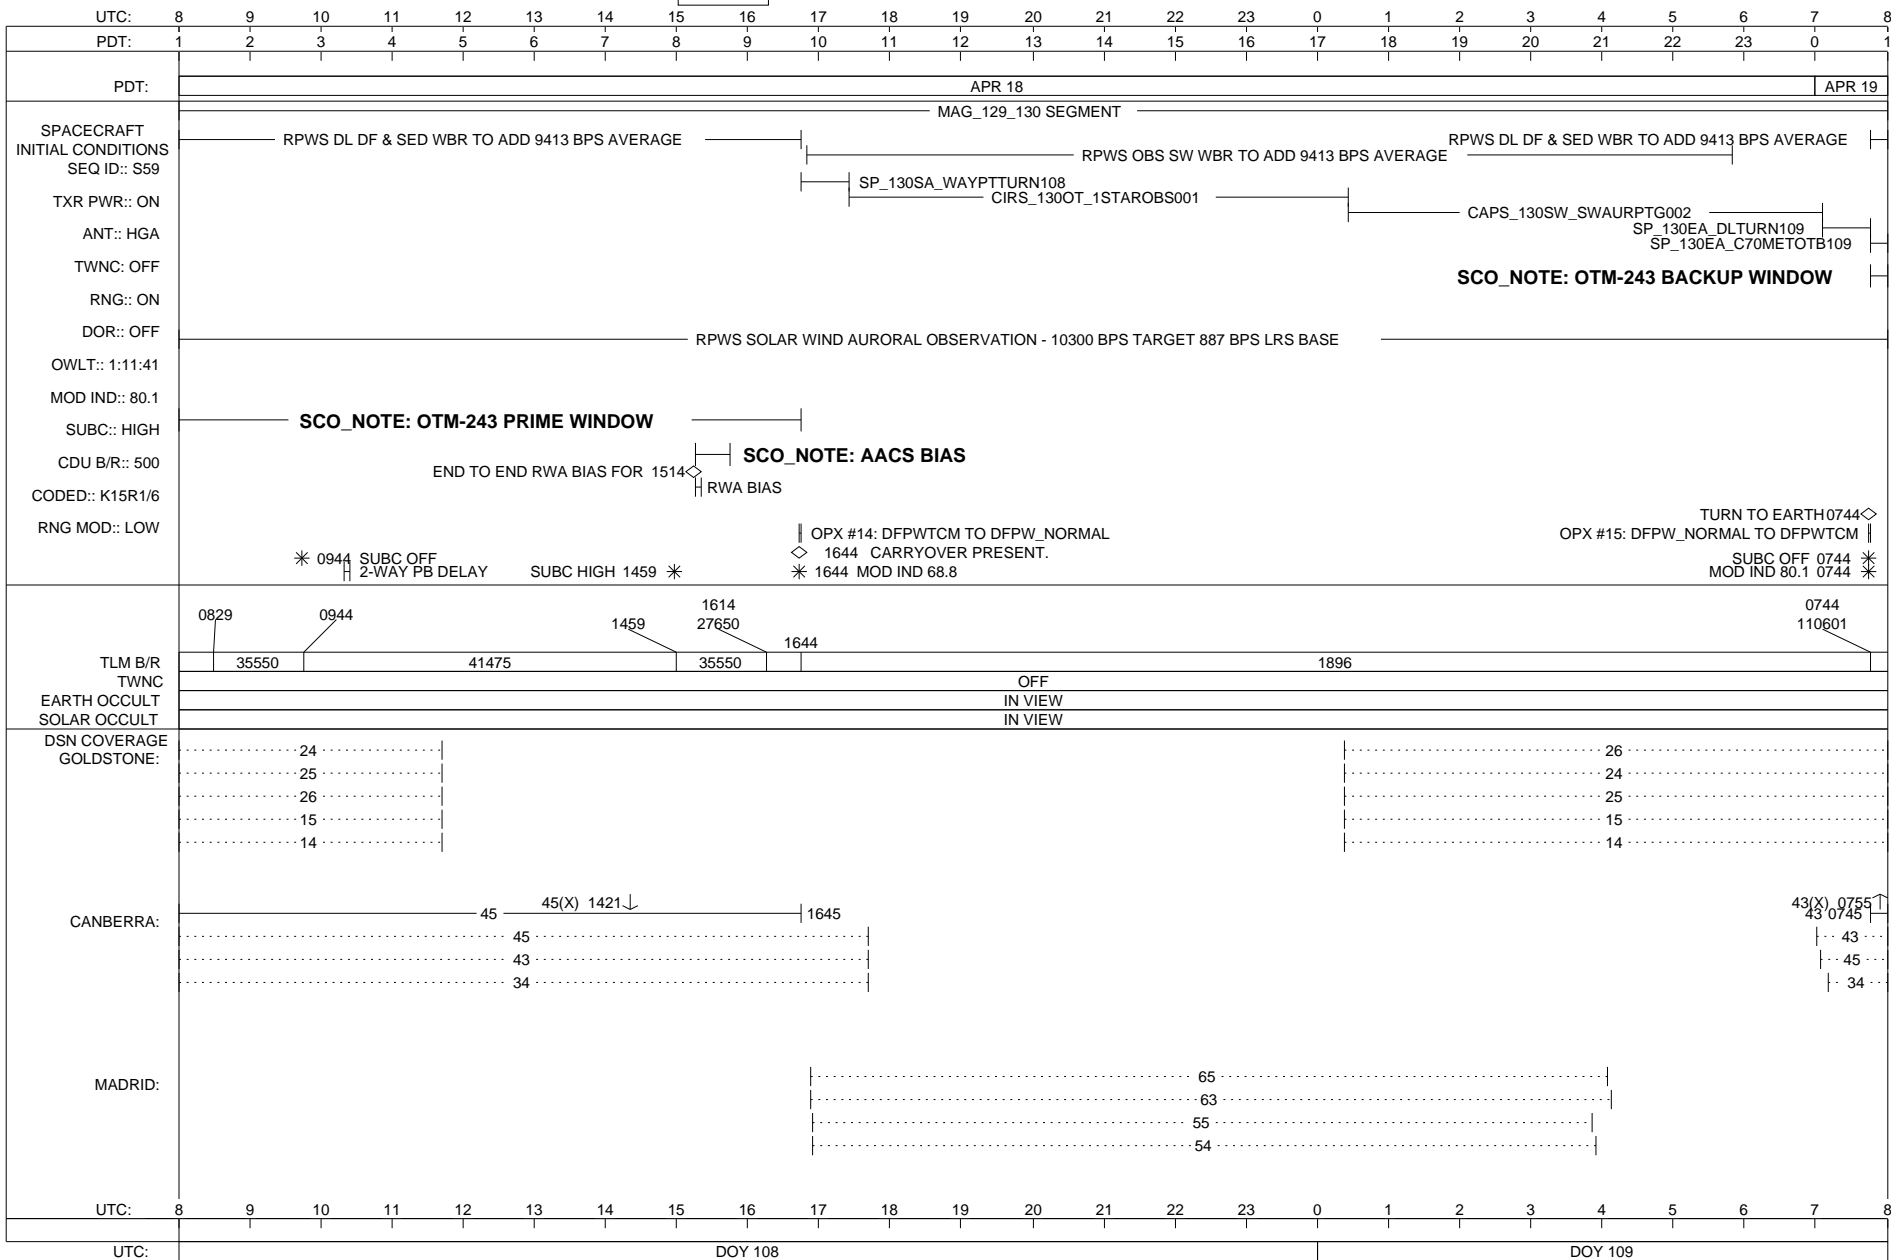 UTC: 8 9 10 11 12 13 14 15 16 17 18 19 20 21 22 23 0 1 2 3 4 5 6 7 8
PDT: 1 2 3 4 5 6 7 8 9 10 11 12 13 14 15 16 17 18 19 20 21 22 23 0 1
PDT: APR 18 APR 19
MAG_129_130 SEGMENT
SPACECRAFT
INITIAL CONDITIONS
RPWS DL DF & SED WBR TO ADD 9413 BPS AVERAGE
RPWS DL DF & SED WBR TO ADD 9413 BPS AVERAGE
RPWS OBS SW WBR TO ADD 9413 BPS AVERAGE
SEQ ID:: S59
SP_130SA_WAYPTTURN108
CIRS_130OT_1STAROBS001
TXR PWR:: ON
CAPS_130SW_SWAURPTG002
SP_130EA_DLTURN109
ANT:: HGA
SP_130EA_C70METOTB109
TWNC: OFF
SCO_NOTE: OTM-243 BACKUP WINDOW
RNG:: ON
DOR:: OFF
RPWS SOLAR WIND AURORAL OBSERVATION - 10300 BPS TARGET 887 BPS LRS BASE
OWLT:: 1:11:41
MOD IND:: 80.1
SCO_NOTE: OTM-243 PRIME WINDOW
SUBC:: HIGH
SCO_NOTE: AACS BIAS
CDU B/R:: 500
END TO END RWA BIAS FOR 1514
RWA BIAS
CODED:: K15R1/6
TURN TO EARTH 0744
RNG MOD:: LOW
OPX #14: DFPWTCM TO DFPW_NORMAL
OPX #15: DFPW_NORMAL TO DFPWTCM
1644 CARRYOVER PRESENT.
0944 SUBC OFF
SUBC OFF 0744
2-WAY PB DELAY
SUBC HIGH 1459
1644 MOD IND 68.8
MOD IND 80.1 0744
0829 0944 1459
1614
27650
1644
0744
110601
TLM B/R 35550 41475 35550 1896
TWNC OFF
EARTH OCCULT IN VIEW
SOLAR OCCULT IN VIEW
DSN COVERAGE
GOLDSTONE:
24 26
25 24
26 25
15 15
14 14
CANBERRA:
45(X) 1421
43(X) 0755
45 1645
43 0745
45 43
43 45
34 34
MADRID:
65
63
55
54
UTC: 8 9 10 11 12 13 14 15 16 17 18 19 20 21 22 23 0 1 2 3 4 5 6 7 8
UTC: DOY 108 DOY 109